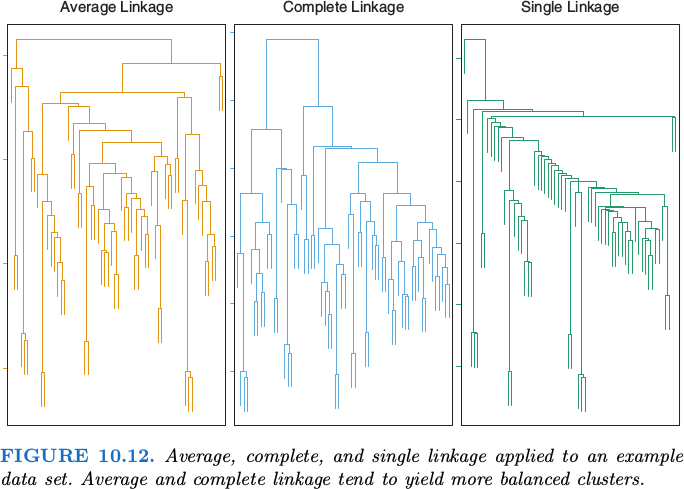 Average Linkage
Complete Linkage
Single Linkage
FIGURE 10.12. Average, complete, and single linkage applied to an example
data set. Average and complete linkage tend to yield more balanced clusters.